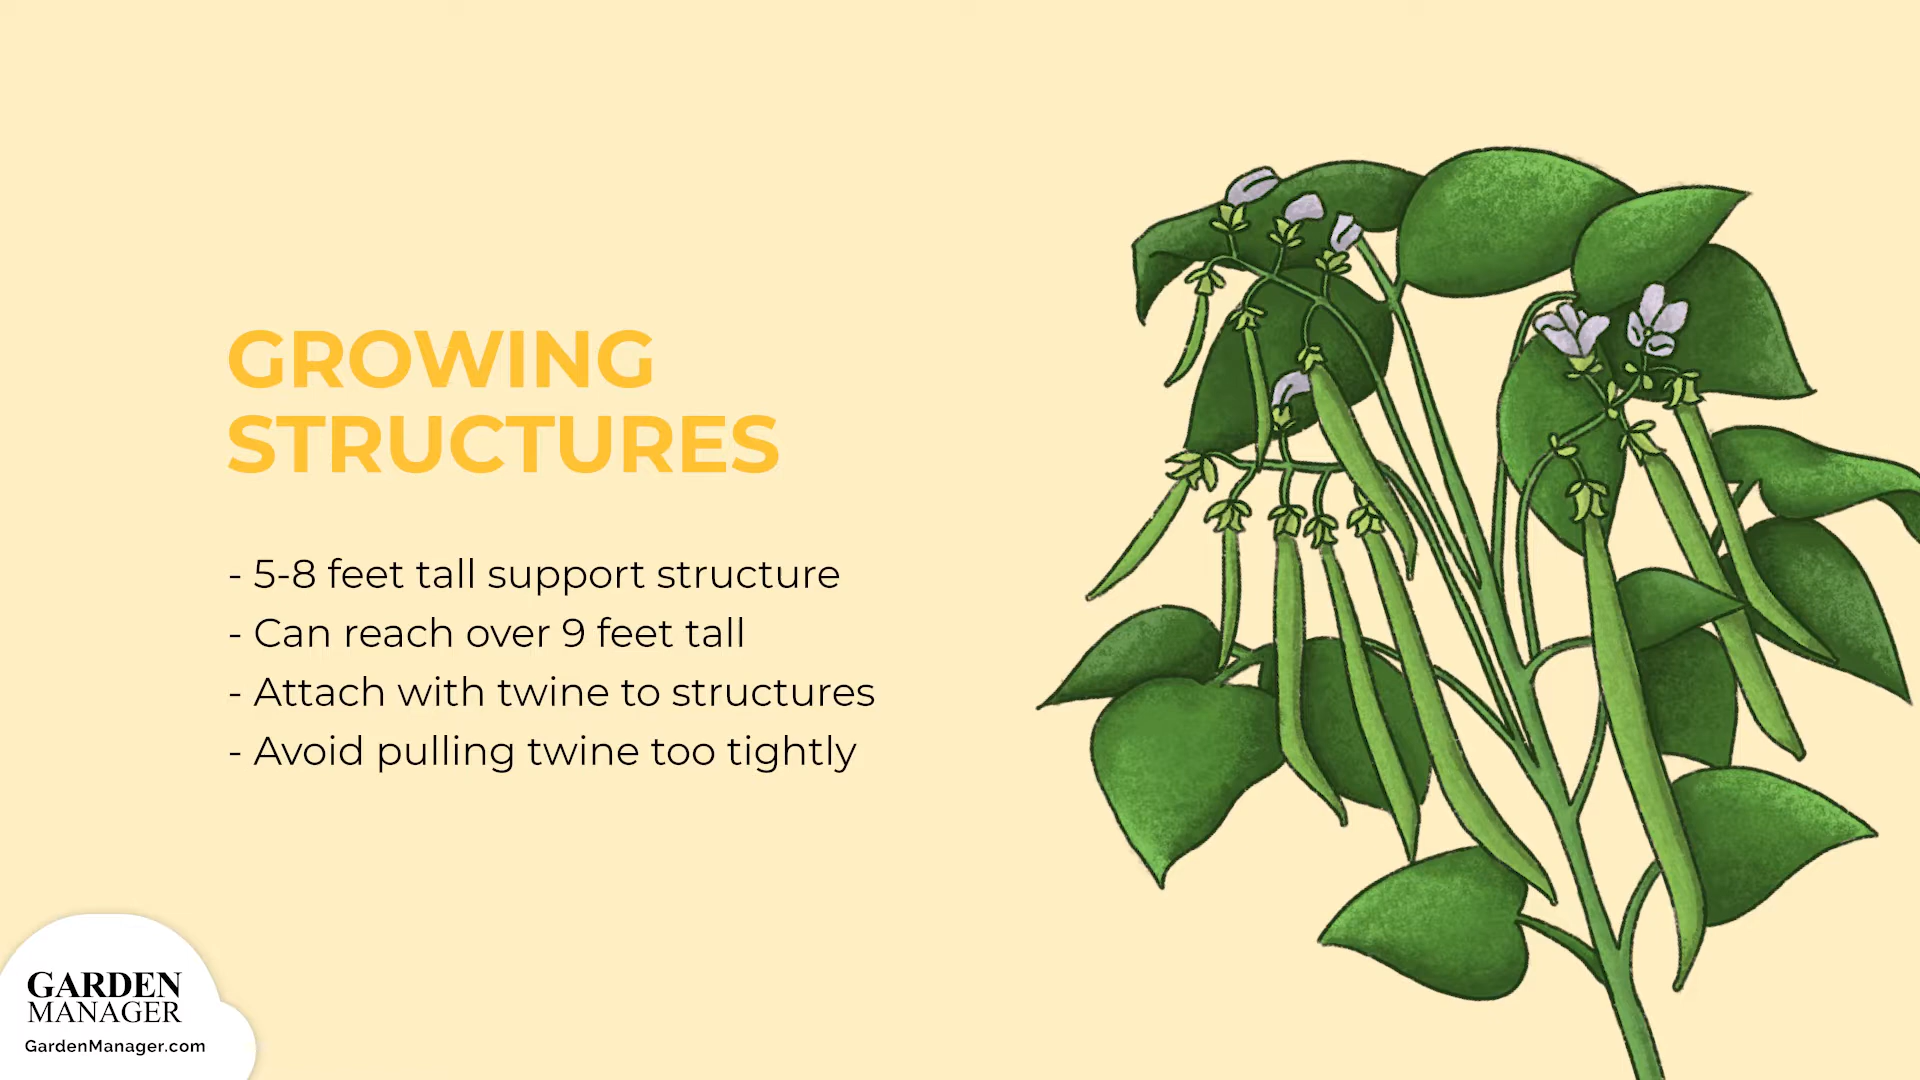 GROWING
STRUCTURES
- 5-8 feet tall support structure
- Can reach over 9 feet tall
- Attach with twine to structures
- Avoid pulling twine too tightly
GARDEN
MANAGER
GardenManager.com